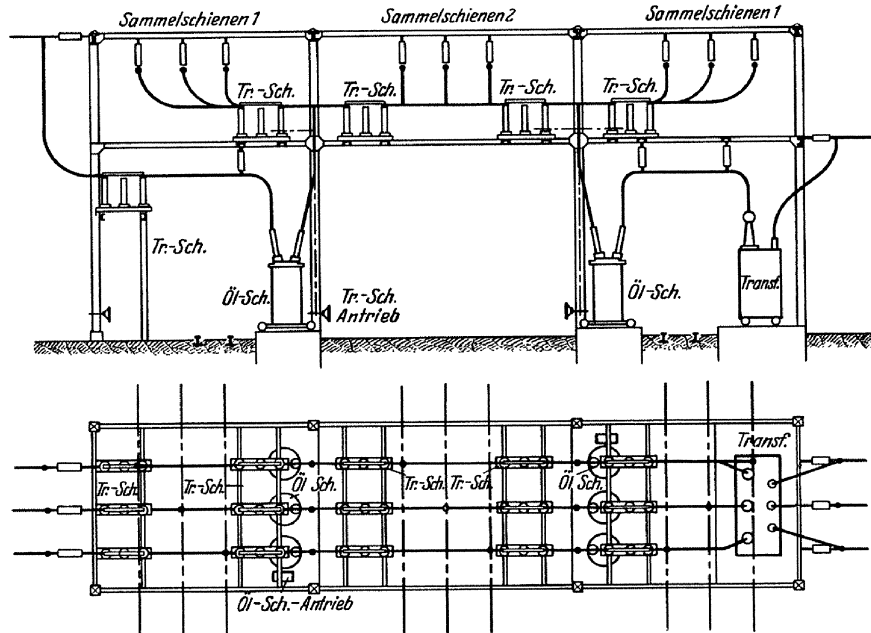 Sammelschienen 1
Sammelschienen 2
Sammelschienen 1
Tr.-Sch.
Tr.-Sch.
Tr.-Sch.
Tr.-Sch.
Tr.-Sch.
Öl-Sch.
Tr.-Sch.
Antrieb
Öl-Sch.
Transf.
Transf.
Tr.-Sch.
Tr.-Sch.
Öl Sch.
Tr.-Sch.
Tr.-Sch.
Öl Sch.
Öl-Sch.-Antrieb